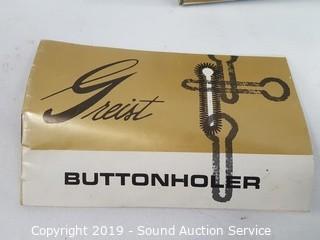 Greist
BUTTONHOLER
Copyright 2019 - Sound Auction Service